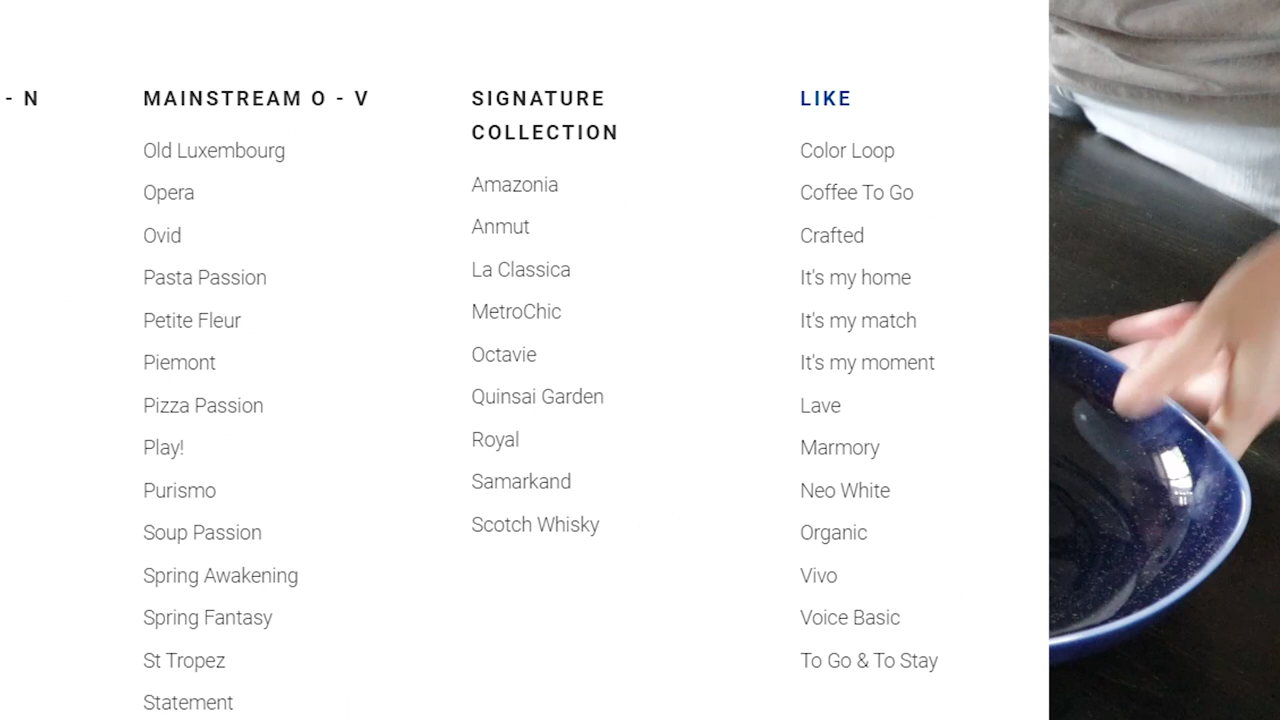 - N
MAINSTREAM O - V
Old Luxembourg
Opera
Ovid
Pasta Passion
Petite Fleur
Piemont
Pizza Passion
Play!
Purismo
Soup Passion
Spring Awakening
Spring Fantasy
St Tropez
Statement
SIGNATURE
COLLECTION
Amazonia
Anmut
La Classica
MetroChic
Octavie
Quinsai Garden
Royal
Samarkand
Scotch Whisky
LIKE
Color Loop
Coffee To Go
Crafted
It's my home
It's my match
It's my moment
Lave
Marmory
Neo White
Organic
Vivo
Voice Basic
To Go & To Stay